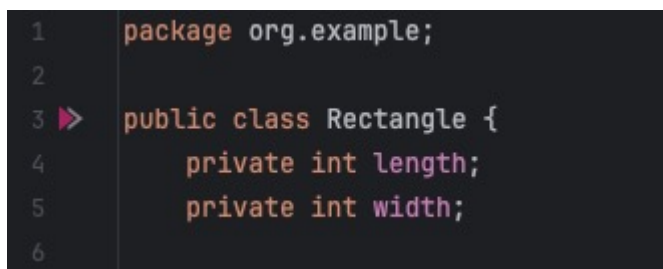 1 package org.example;
2
3 public class Rectangle {
4 private int length;
5 private int width;
6